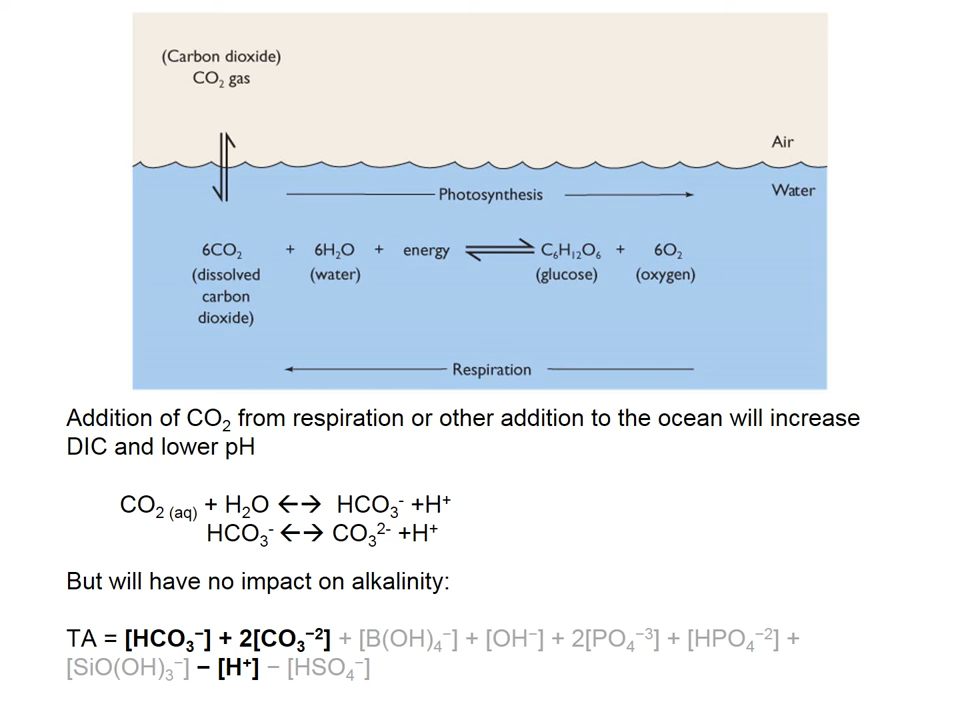 (Carbon dioxide)
CO₂ gas
Air
Water
Photosynthesis
6CO₂ + 6H₂O + energy ⇌ C₆H₁₂O₆ + 6O₂
(dissolved (water) (glucose) (oxygen)
carbon
dioxide)
Respiration
Addition of CO₂ from respiration or other addition to the ocean will increase
DIC and lower pH
CO₂ ₍ₐq₎ + H₂O ←→ HCO₃⁻ +H⁺
HCO₃⁻ ←→ CO₃²⁻ +H⁺
But will have no impact on alkalinity:
TA = [HCO₃⁻] + 2[CO₃⁻²] + [B(OH)₄⁻] + [OH⁻] + 2[PO₄⁻³] + [HPO₄⁻²] +
[SiO(OH)₃⁻] – [H⁺] – [HSO₄⁻]